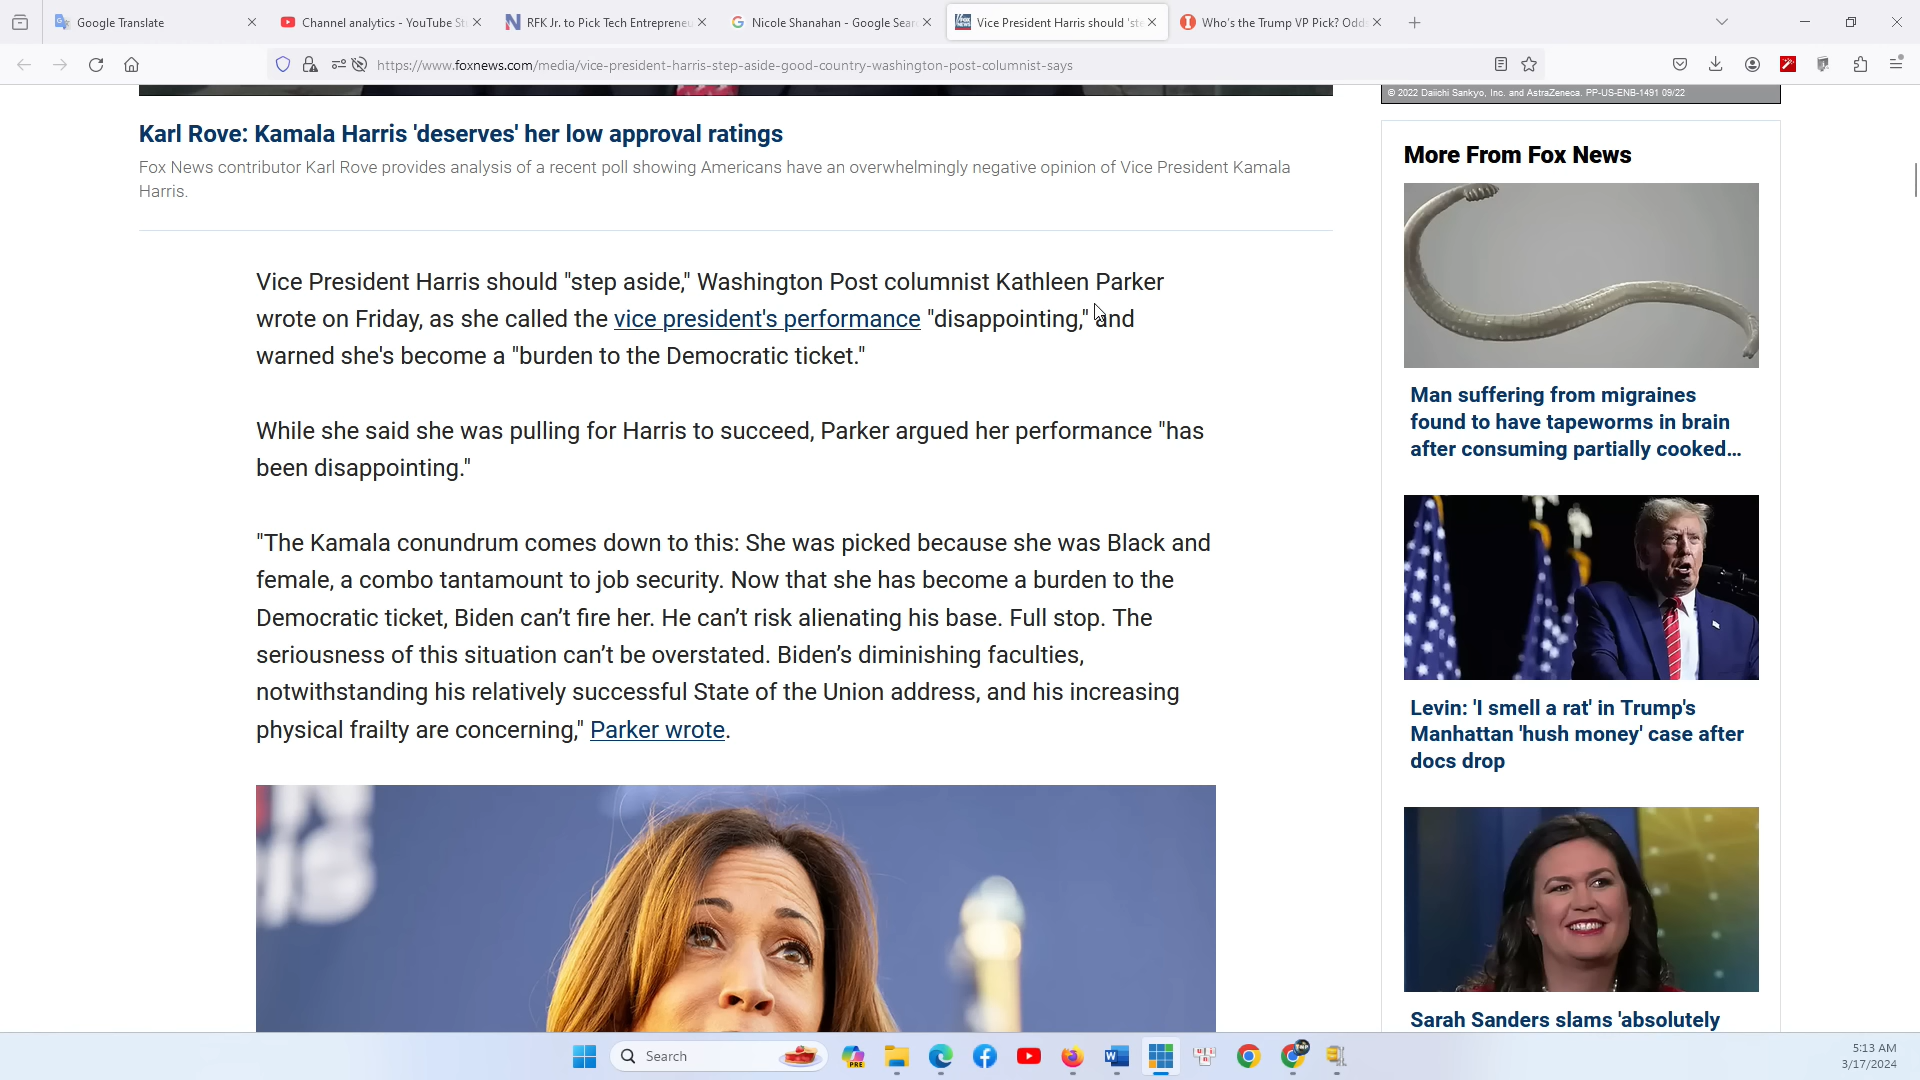 Google Translate
Channel analytics - YouTube St
RFK Jr. to Pick Tech Entrepreneu
Nicole Shanahan - Google Sear
Vice President Harris should 'ste
Who's the Trump VP Pick? Odds
https://www.foxnews.com/media/vice-president-harris-step-aside-good-country-washington-post-columnist-says
© 2022 Daiichi Sankyo, Inc. and AstraZeneca. PP-US-ENB-1491 09/22
Karl Rove: Kamala Harris 'deserves' her low approval ratings
Fox News contributor Karl Rove provides analysis of a recent poll showing Americans have an overwhelmingly negative opinion of Vice President Kamala
Harris.
Vice President Harris should "step aside," Washington Post columnist Kathleen Parker
wrote on Friday, as she called the vice president's performance "disappointing," and
warned she's become a "burden to the Democratic ticket."
While she said she was pulling for Harris to succeed, Parker argued her performance "has
been disappointing."
"The Kamala conundrum comes down to this: She was picked because she was Black and
female, a combo tantamount to job security. Now that she has become a burden to the
Democratic ticket, Biden can’t fire her. He can’t risk alienating his base. Full stop. The
seriousness of this situation can’t be overstated. Biden’s diminishing faculties,
notwithstanding his relatively successful State of the Union address, and his increasing
physical frailty are concerning," Parker wrote.
More From Fox News
Man suffering from migraines
found to have tapeworms in brain
after consuming partially cooked...
Levin: 'I smell a rat' in Trump's
Manhattan 'hush money' case after
docs drop
Sarah Sanders slams 'absolutely
Search
5:13 AM
3/17/2024